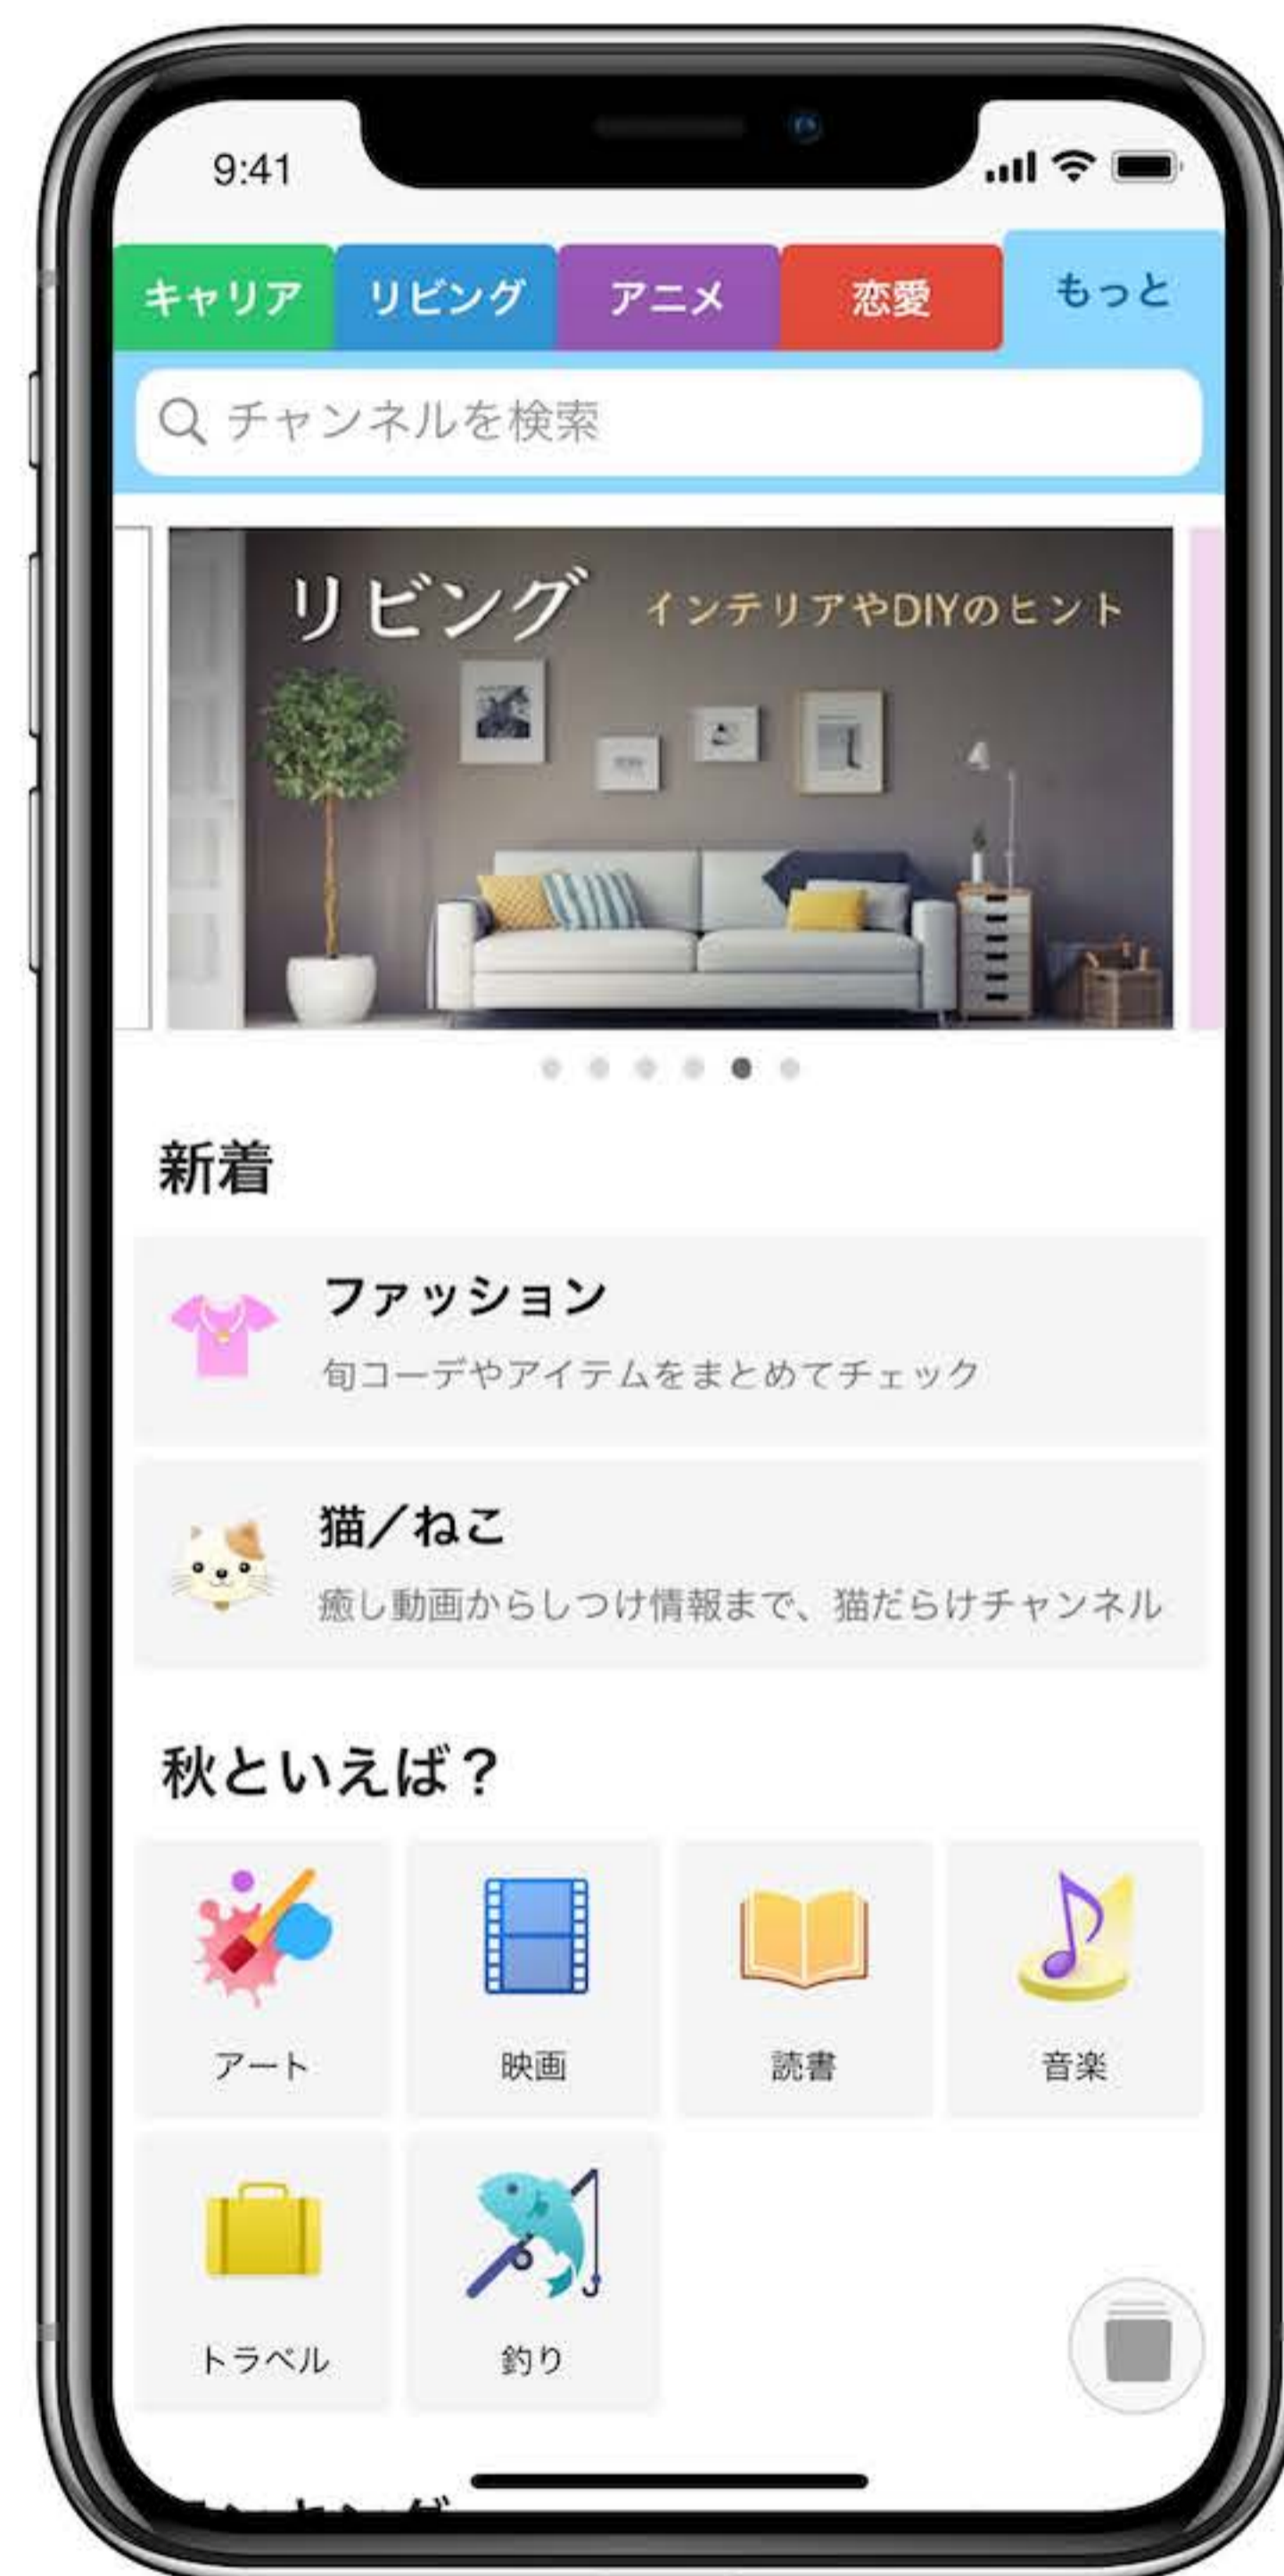 9:41
キャリア リビング アニメ 恋愛 もっと
チャンネルを検索
リビング インテリアやDIYのヒント
新着
ファッション
旬コーデやアイテムをまとめてチェック
猫／ねこ
癒し動画からしつけ情報まで、猫だらけチャンネル
秋といえば？
アート 映画 読書 音楽
トラベル 釣り